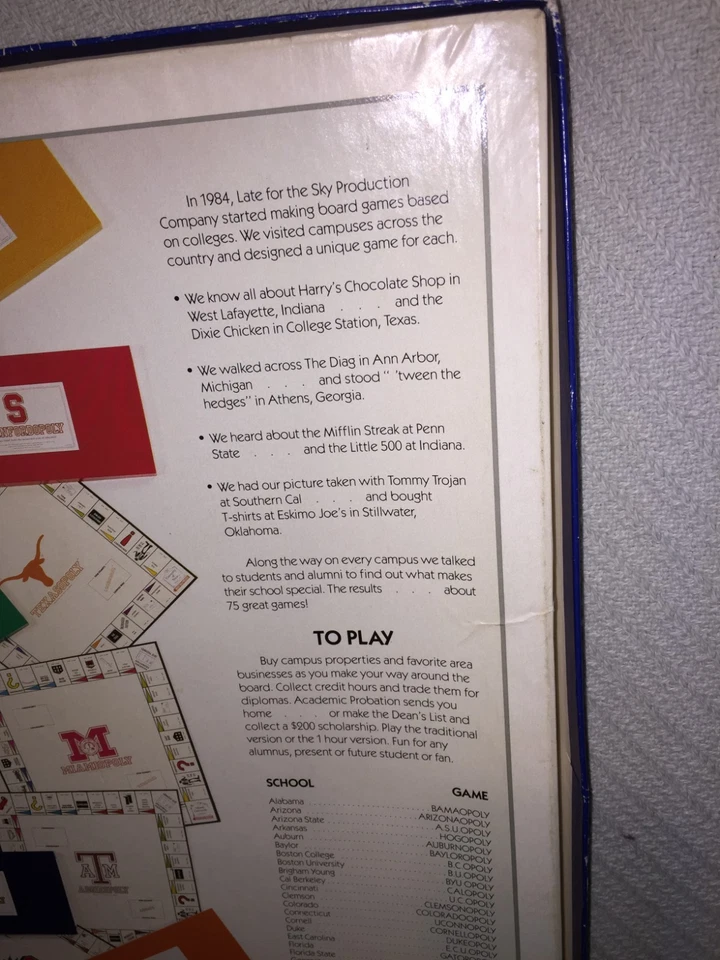 In 1984, Late for the Sky Production
Company started making board games based
on colleges. We visited campuses across the
country and designed a unique game for each.
• We know all about Harry's Chocolate Shop in
West Lafayette, Indiana . . . and the
Dixie Chicken in College Station, Texas.
• We walked across The Diag in Ann Arbor,
Michigan . . . and stood " 'tween the
hedges" in Athens, Georgia.
• We heard about the Mifflin Streak at Penn
State . . . and the Little 500 at Indiana.
• We had our picture taken with Tommy Trojan
at Southern Cal . . . and bought
T-shirts at Eskimo Joe's in Stillwater,
Oklahoma.
Along the way on every campus we talked
to students and alumni to find out what makes
their school special. The results . . . about
75 great games!
TO PLAY
Buy campus properties and favorite area
businesses as you make your way around the
board. Collect credit hours and trade them for
diplomas. Academic Probation sends you
home . . . or make the Dean's List and
collect a $200 scholarship. Play the traditional
version or the 1 hour version. Fun for any
alumnus, present or future student or fan.
SCHOOL GAME
Alabama BAMAOPOLY
Arizona ARIZONAOPOLY
Arizona State A.S.U.OPOLY
Arkansas HOGOPOLY
Auburn AUBURNOPOLY
Baylor BAYLOROPOLY
Boston College B.C.OPOLY
Boston University B.U.OPOLY
Brigham Young BYU OPOLY
Cal Berkeley CALOPOLY
Cincinnati U.C.OPOLY
Clemson CLEMSONOPOLY
Colorado COLORADOOPOLY
Connecticut UCONNOPOLY
Cornell CORNELLOPOLY
Duke DUKEOPOLY
East Carolina E.C.U.OPOLY
Florida
Florida State
S
TEXASOPOLY
M
MIAMIOPOLY
ATM
AGGIEOPOLY